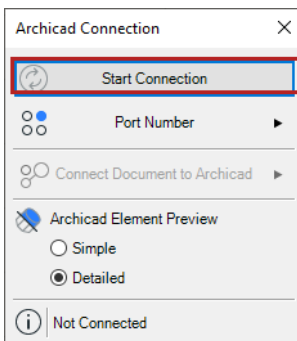 Archicad Connection
Start Connection
Port Number
Connect Document to Archicad
Archicad Element Preview
Simple
Detailed
Not Connected